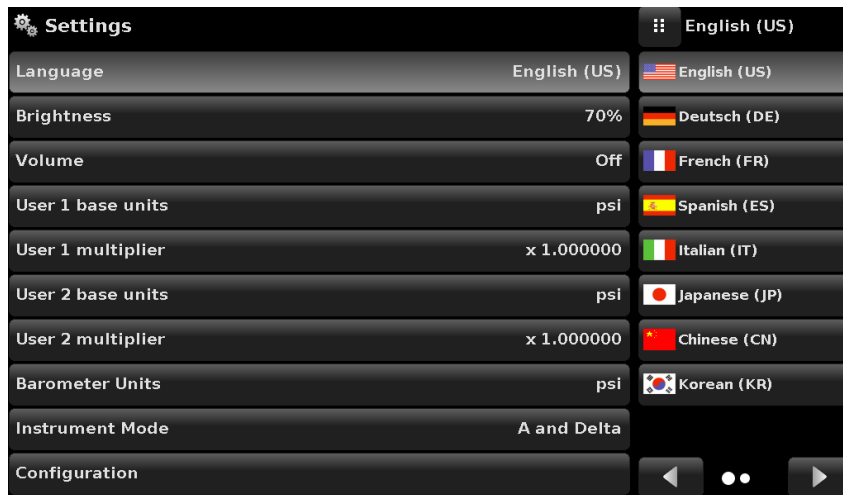 Settings
Language English (US)
Brightness 70%
Volume Off
User 1 base units psi
User 1 multiplier x 1.000000
User 2 base units psi
User 2 multiplier x 1.000000
Barometer Units psi
Instrument Mode A and Delta
Configuration
English (US)
English (US)
Deutsch (DE)
French (FR)
Spanish (ES)
Italian (IT)
Japanese (JP)
Chinese (CN)
Korean (KR)